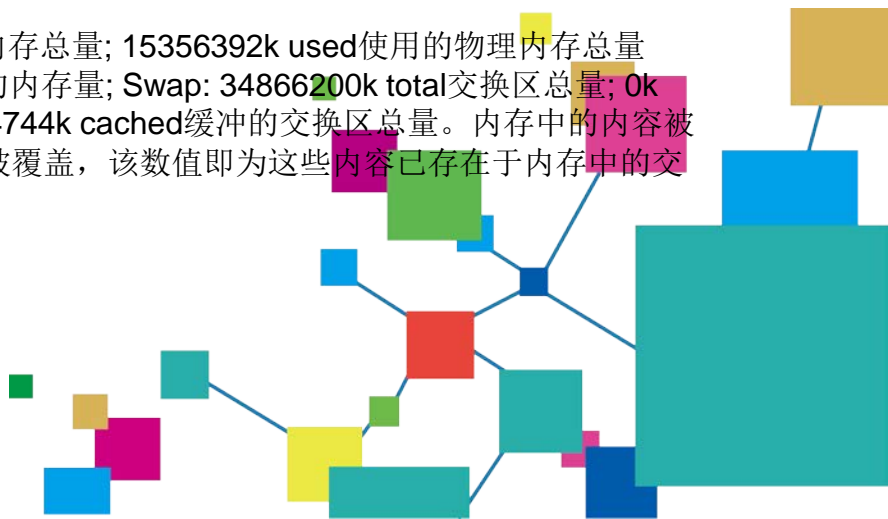 内存总量; 15356392k used使用的物理内存总量
的内存量; Swap: 34866200k total交换区总量; 0k
4744k cached缓冲的交换区总量。内存中的内容被
被覆盖，该数值即为这些内容已存在于内存中的交